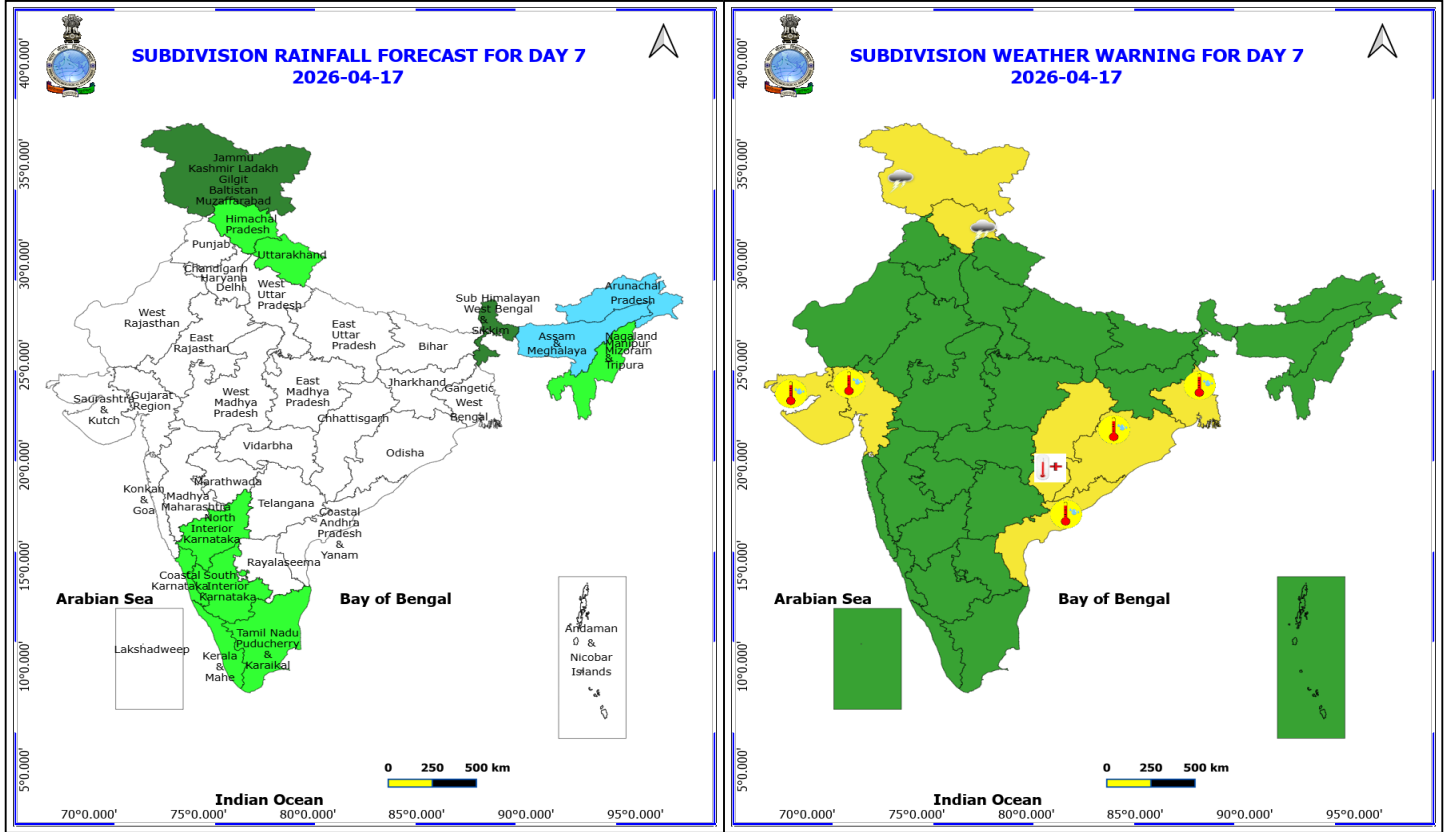 SUBDIVISION RAINFALL FORECAST FOR DAY 7
2026-04-17
40°0.000'
35°0.000'
30°0.000'
25°0.000'
20°0.000'
15°0.000'
10°0.000'
5°0.000'
Jammu
Kashmir Ladakh
Gilgit
Baltistan
Muzaffarabad
Himachal
Pradesh
Punjab
Uttarakhand
Chandigarh
Haryana
Delhi
West
Uttar
Pradesh
West
Rajasthan
East
Rajasthan
East
Uttar
Pradesh
Bihar
Sub Himalayan
West Bengal
&
Sikkim
Arunachal
Pradesh
Assam
&
Meghalaya
Nagaland
Manipur
Mizoram
&
Tripura
Saurashtra
&
Kutch
Gujarat
Region
West
Madhya
Pradesh
East
Madhya
Pradesh
Jharkhand
Gangetic
West
Bengal
Chhattisgarh
Vidarbha
Odisha
Konkan
&
Goa
Madhya
Maharashtra
Marathwada
Telangana
North
Interior
Karnataka
Coastal
Andhra
Pradesh
&
Yanam
Rayalaseema
Coastal
Karnataka
South
Interior
Karnataka
Arabian Sea
Bay of Bengal
Lakshadweep
Kerala
&
Mahe
Tamil Nadu
Puducherry
&
Karaikal
Andaman
&
Nicobar
Islands
0 250 500 km
Indian Ocean
70°0.000' 75°0.000' 80°0.000' 85°0.000' 90°0.000' 95°0.000'
SUBDIVISION WEATHER WARNING FOR DAY 7
2026-04-17
40°0.000'
35°0.000'
30°0.000'
25°0.000'
20°0.000'
15°0.000'
10°0.000'
5°0.000'
Arabian Sea
Bay of Bengal
0 250 500 km
Indian Ocean
70°0.000' 75°0.000' 80°0.000' 85°0.000' 90°0.000' 95°0.000'